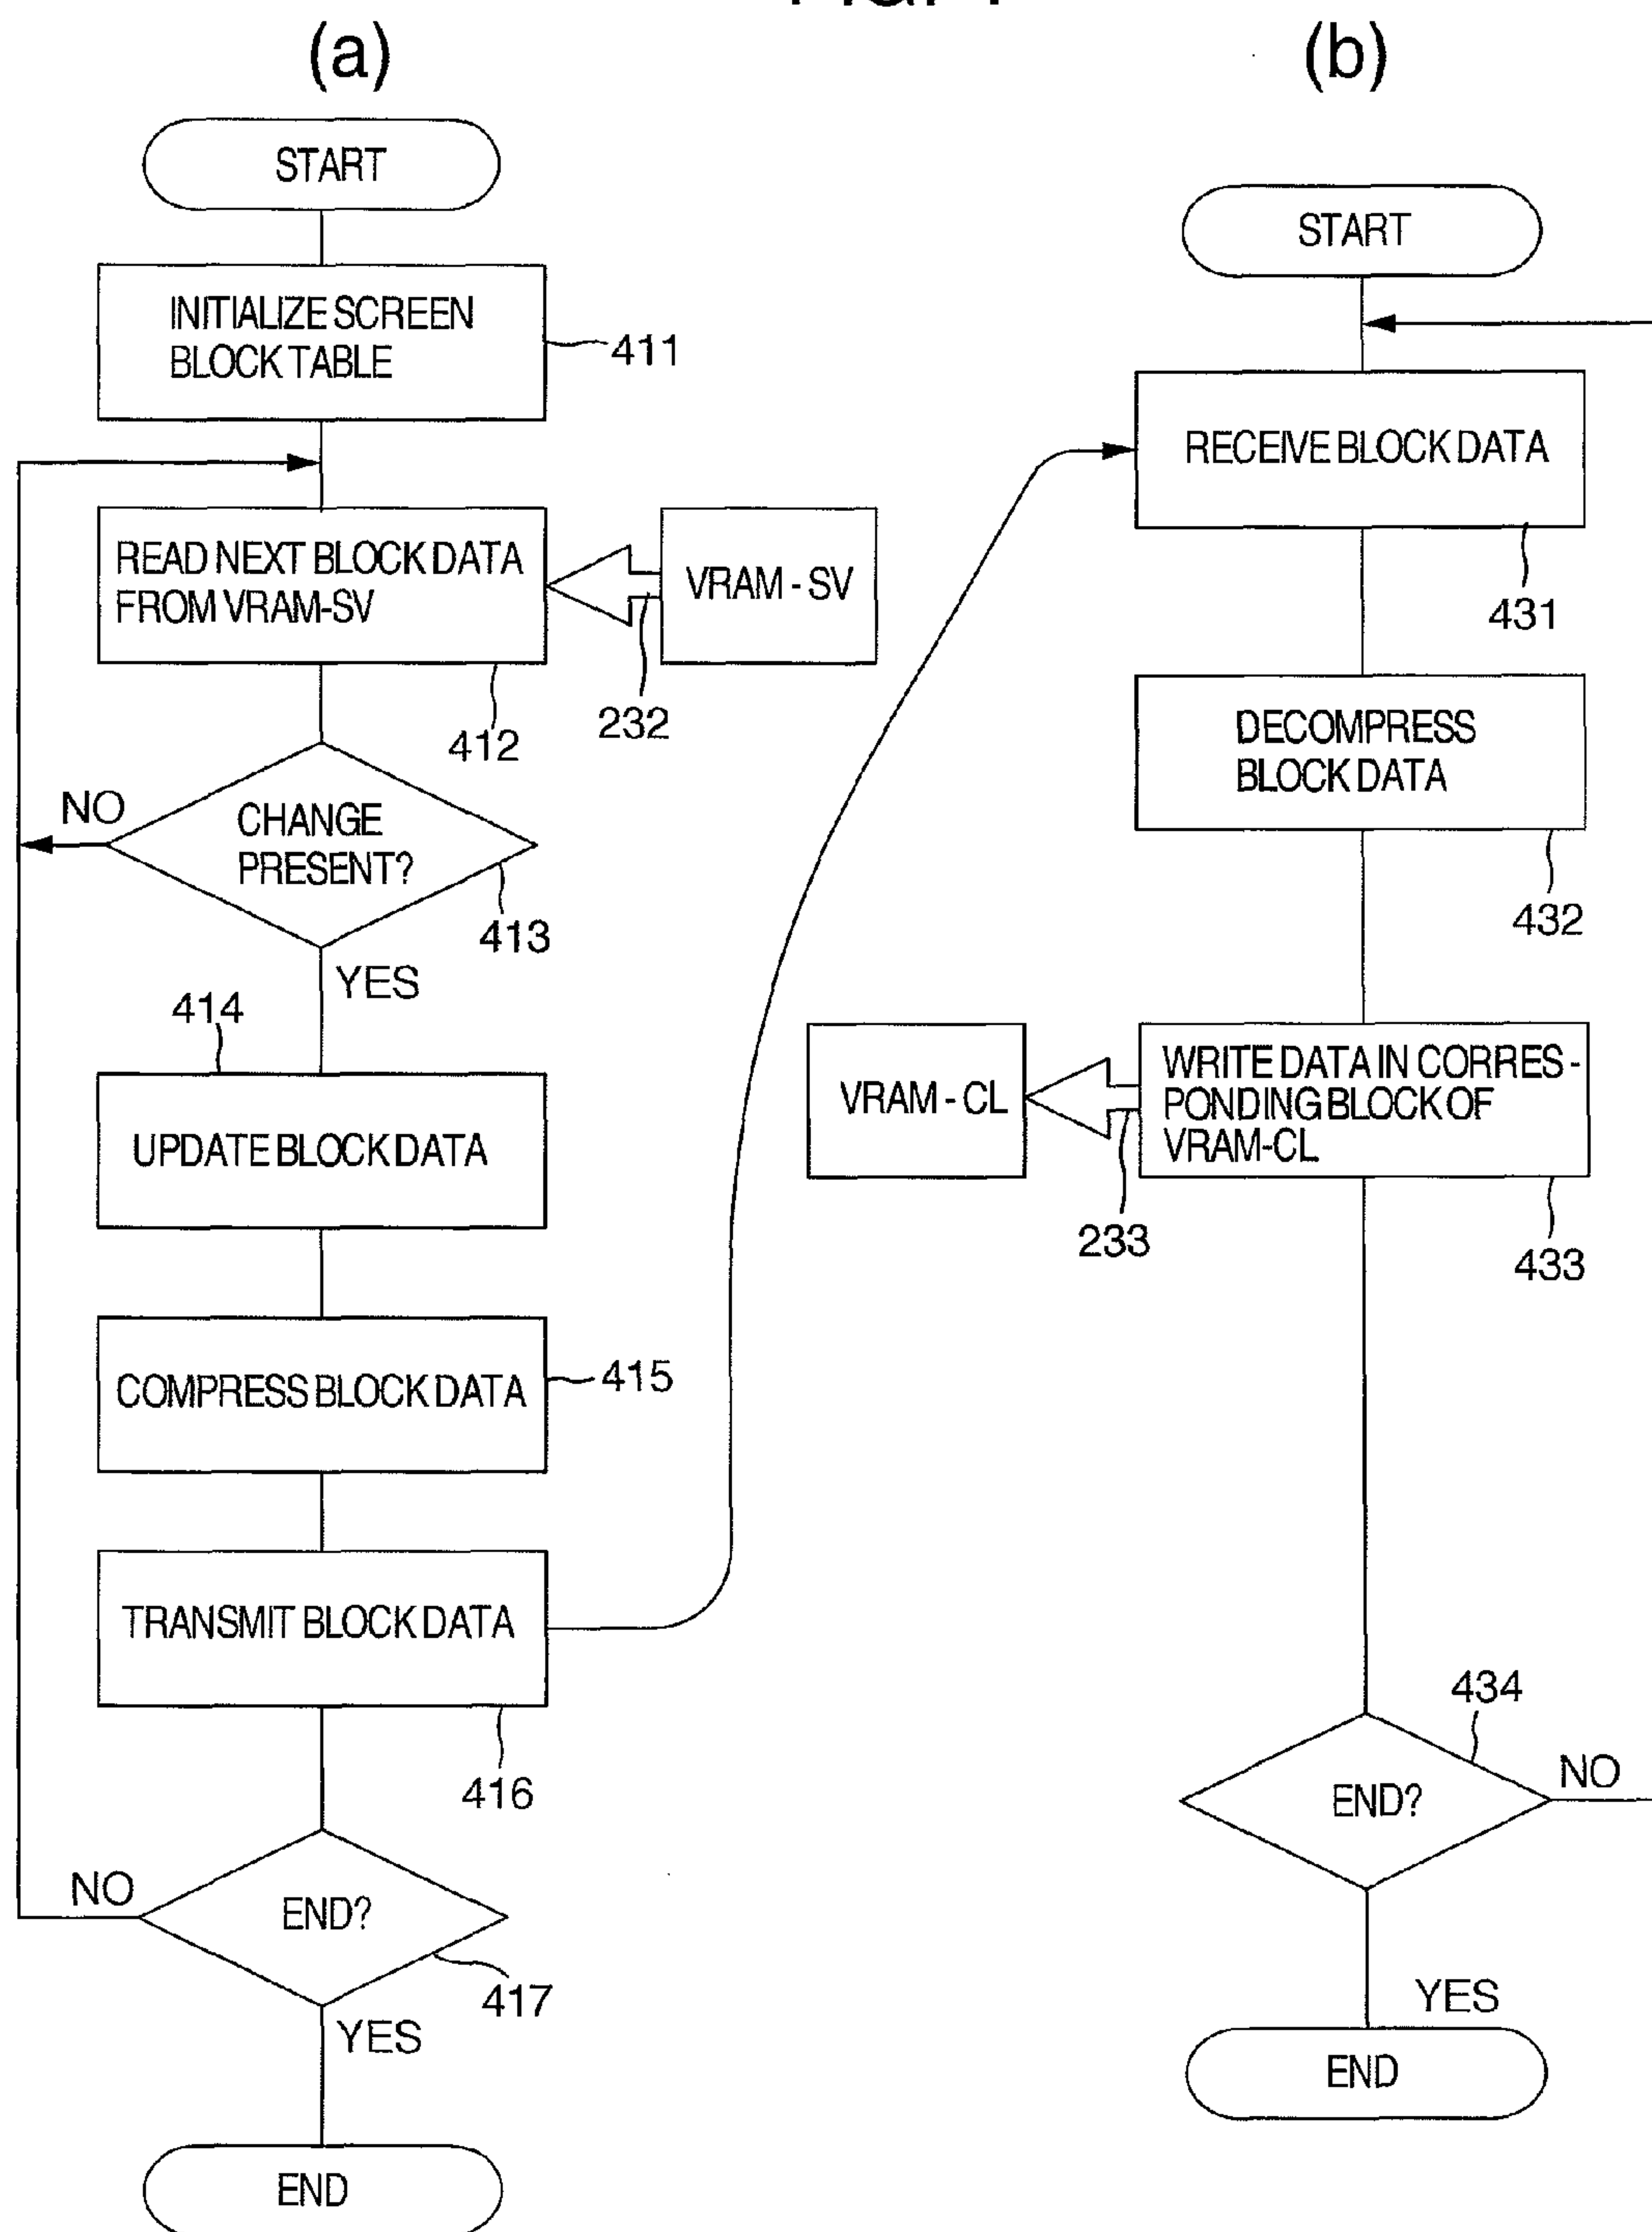 (a)
START
INITIALIZE SCREEN
BLOCK TABLE
411
READ NEXT BLOCK DATA
FROM VRAM-SV
VRAM - SV
232
412
NO
CHANGE
PRESENT?
413
YES
414
UPDATE BLOCK DATA
COMPRESS BLOCK DATA
415
TRANSMIT BLOCK DATA
416
NO
END?
417
YES
END
(b)
START
RECEIVE BLOCK DATA
431
DECOMPRESS
BLOCK DATA
432
VRAM - CL
WRITE DATA IN CORRES -
PONDING BLOCK OF
VRAM-CL
233
433
434
END?
NO
YES
END